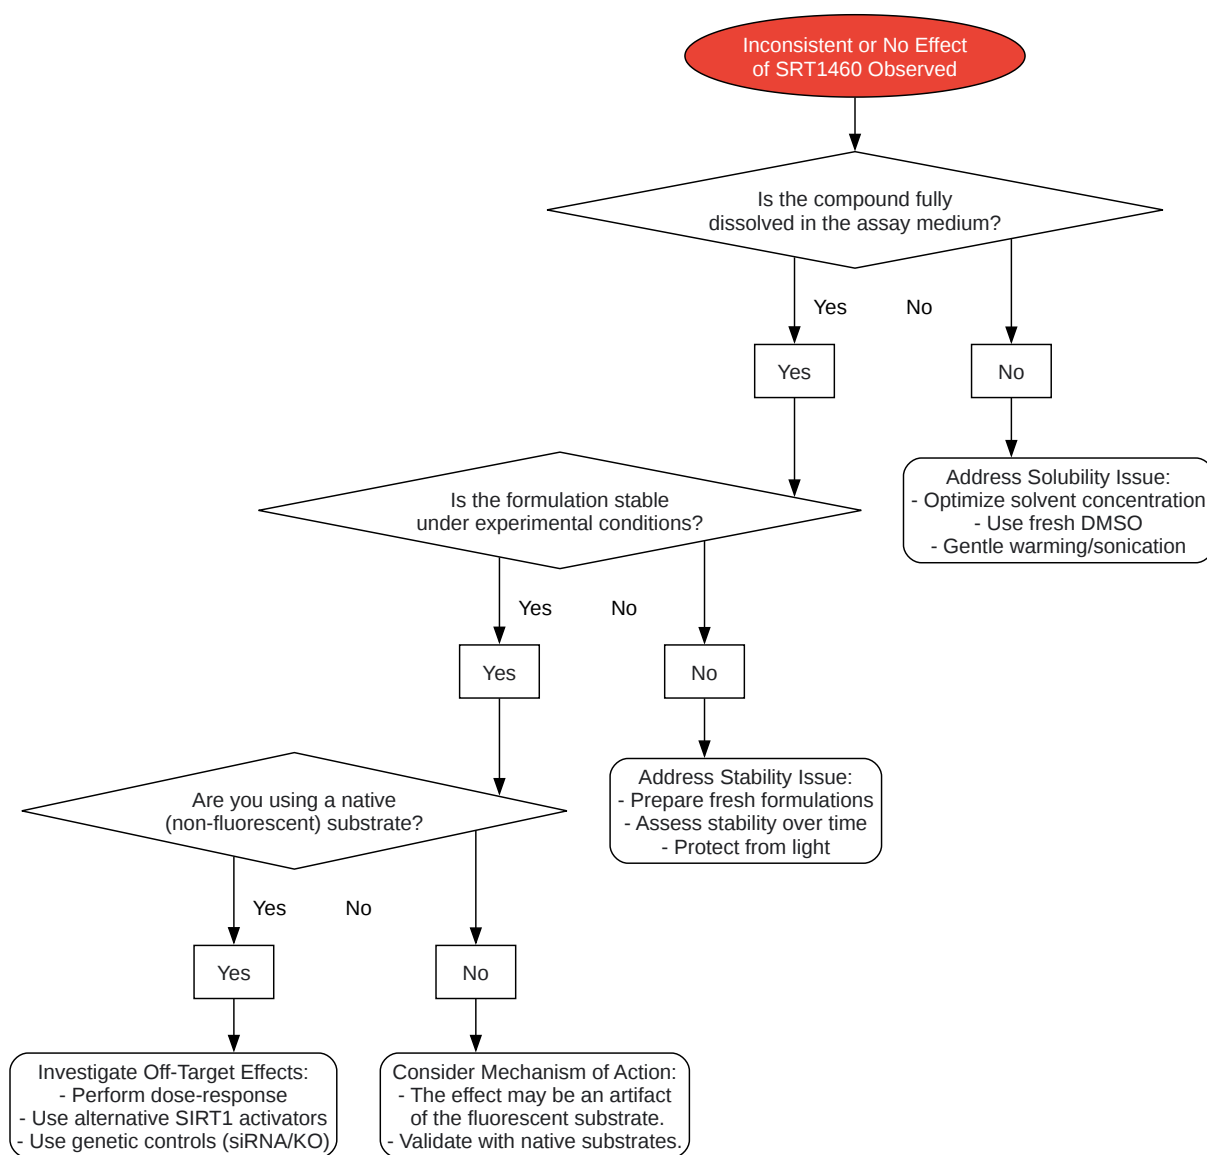 Inconsistent or No Effect
of SRT1460 Observed
Is the compound fully
dissolved in the assay medium?
Yes
No
Yes
No
Address Solubility Issue:
- Optimize solvent concentration
- Use fresh DMSO
- Gentle warming/sonication
Is the formulation stable
under experimental conditions?
Yes
No
Yes
No
Address Stability Issue:
- Prepare fresh formulations
- Assess stability over time
- Protect from light
Are you using a native
(non-fluorescent) substrate?
Yes
No
Yes
No
Investigate Off-Target Effects:
- Perform dose-response
- Use alternative SIRT1 activators
- Use genetic controls (siRNA/KO)
Consider Mechanism of Action:
- The effect may be an artifact
of the fluorescent substrate.
- Validate with native substrates.